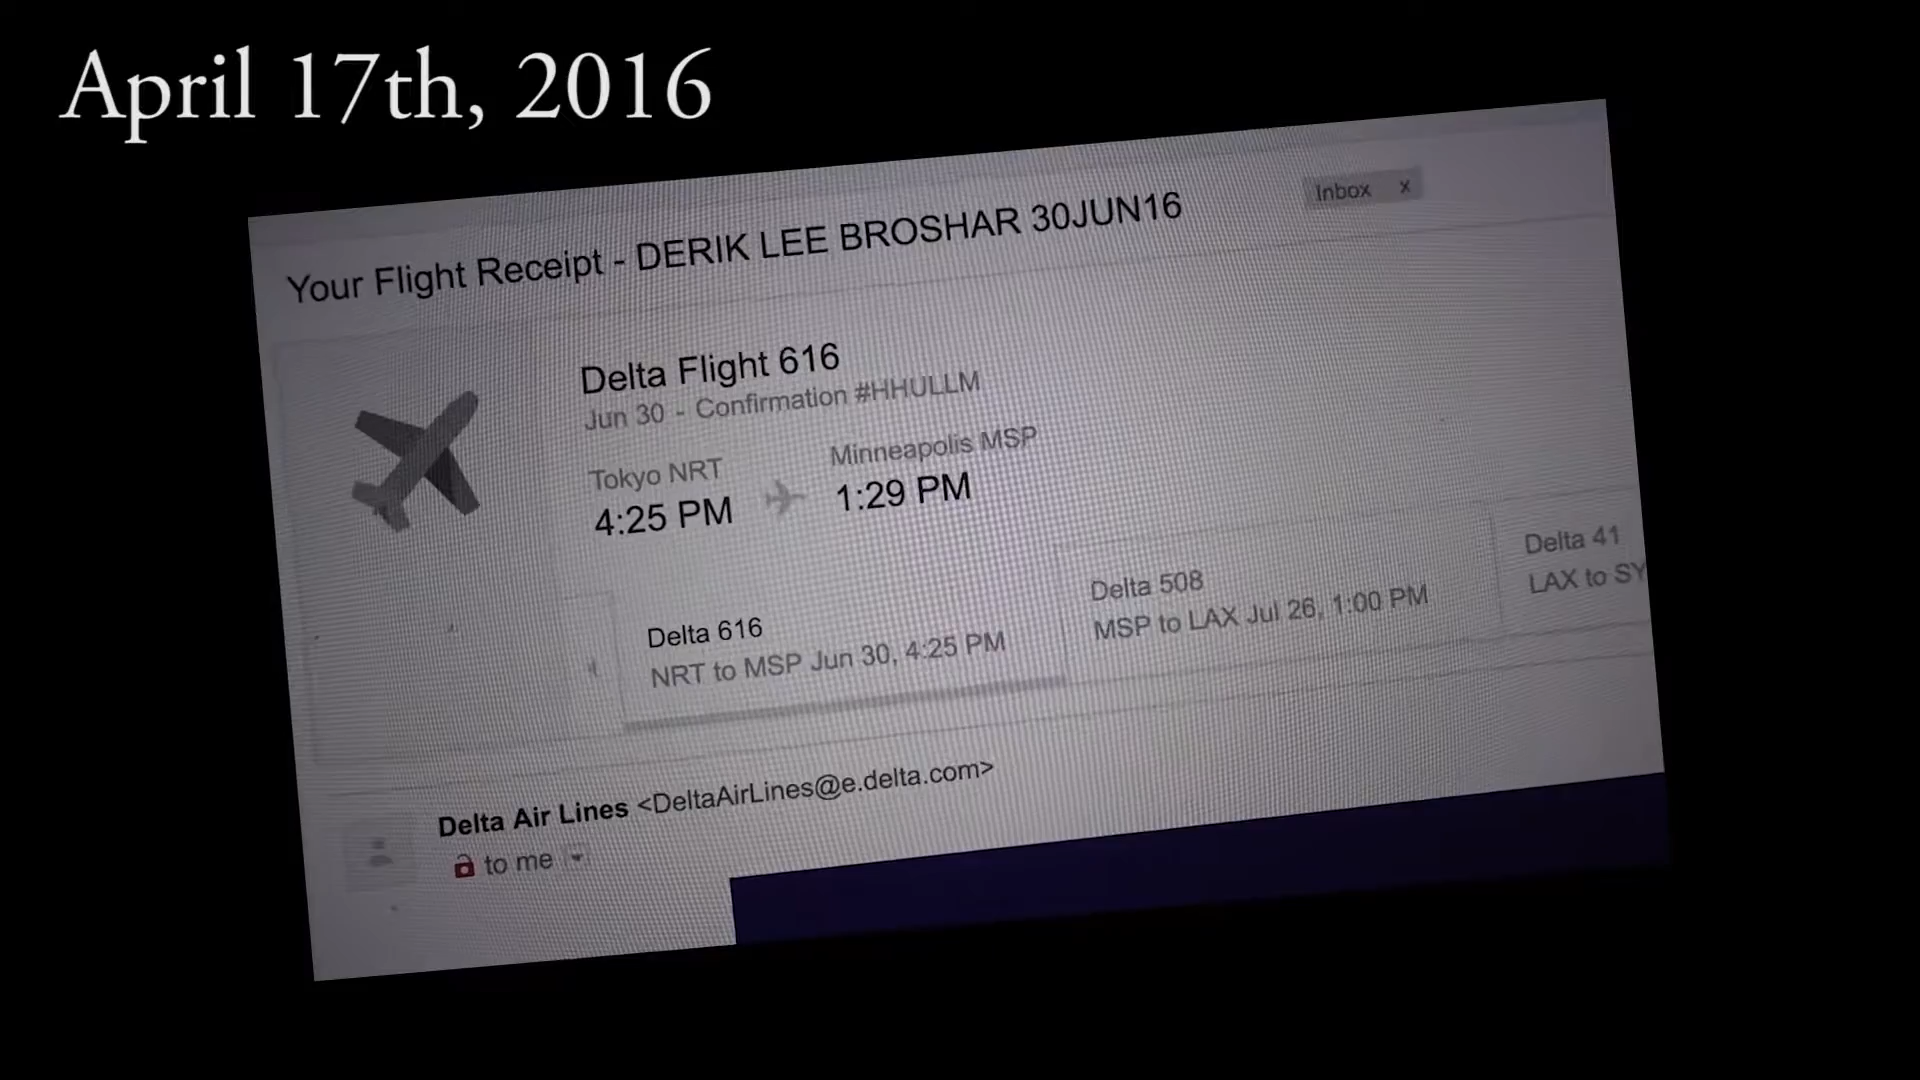 April 17th, 2016
Your Flight Receipt - DERIK LEE BROSHAR 30JUN16
Inbox x
Delta Flight 616
Jun 30 - Confirmation #HHULLM
Tokyo NRT
4:25 PM
Minneapolis MSP
1:29 PM
Delta 616
NRT to MSP Jun 30, 4:25 PM
Delta 508
MSP to LAX Jul 26, 1:00 PM
Delta 41
LAX to SY
Delta Air Lines <DeltaAirLines@e.delta.com>
to me